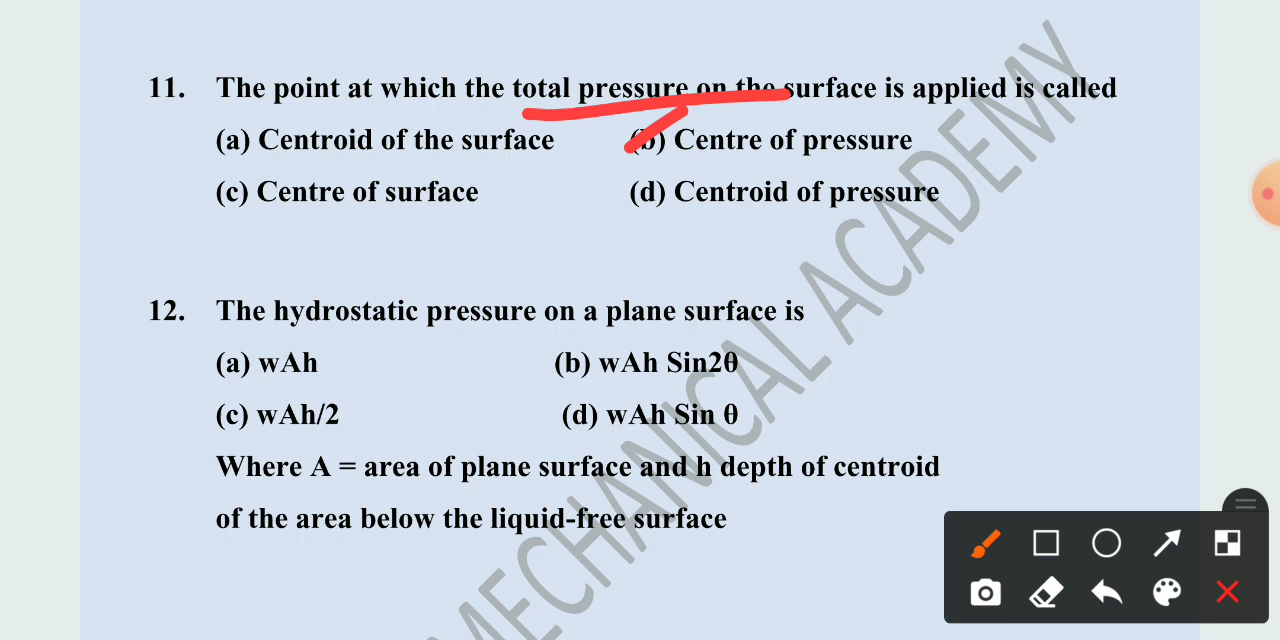 11. The point at which the total pressure on the surface is applied is called
(a) Centroid of the surface (b) Centre of pressure
(c) Centre of surface (d) Centroid of pressure
12. The hydrostatic pressure on a plane surface is
(a) wAh (b) wAh Sin2θ
(c) wAh/2 (d) wAh Sin θ
Where A = area of plane surface and h depth of centroid
of the area below the liquid-free surface
MECHANICAL ACADEMY